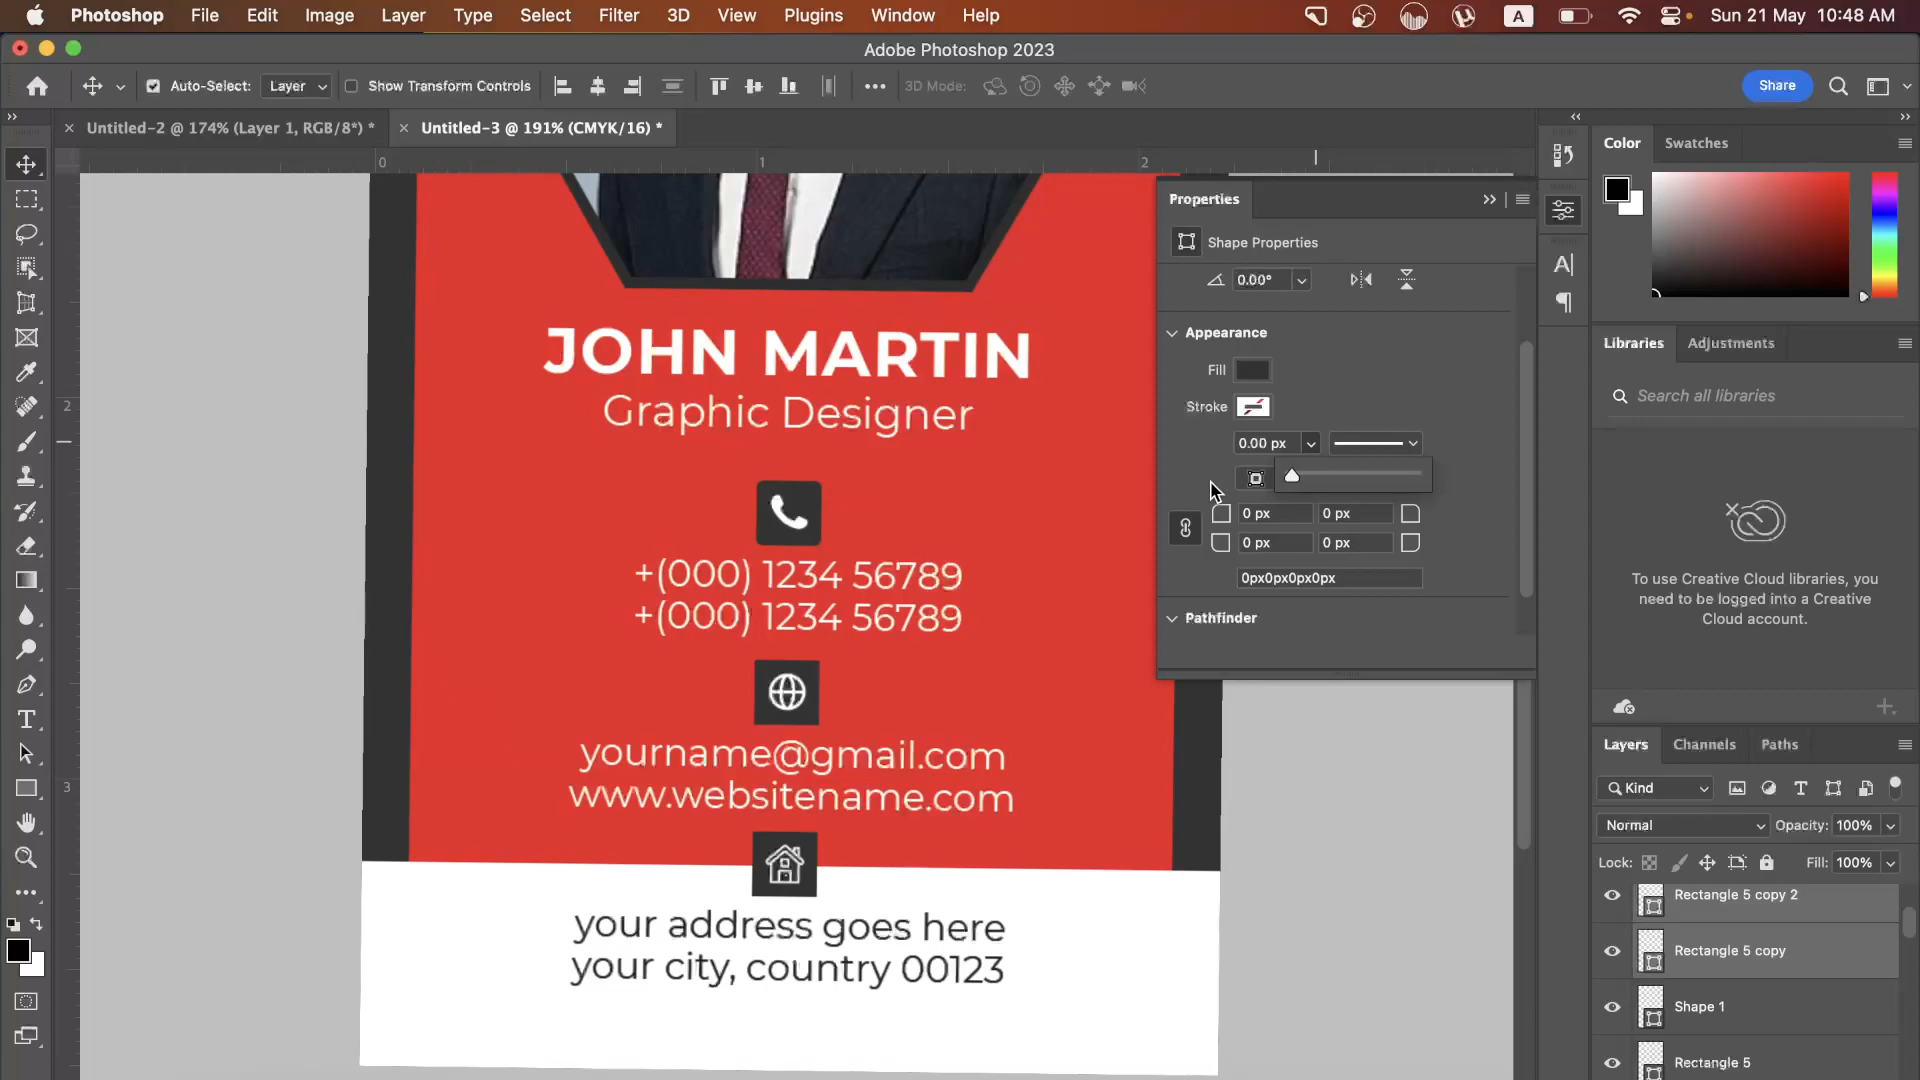 Photoshop File Edit Image Layer Type Select Filter 3D View Plugins Window Help A Sun 21 May 10:48 AM
Adobe Photoshop 2023
Auto-Select: Layer Show Transform Controls 3D Mode: Share
Untitled-2 @ 174% (Layer 1, RGB/8*) * Untitled-3 @ 191% (CMYK/16) *
0 1 2
2
3
JOHN MARTIN
Graphic Designer
+(000) 1234 56789
+(000) 1234 56789
yourname@gmail.com
www.websitename.com
your address goes here
your city, country 00123
Properties
Shape Properties
0.00°
Appearance
Fill
Stroke
0.00 px
0 px 0 px
0 px 0 px
0px0px0px0px
Pathfinder
Color Swatches
Libraries Adjustments
Search all libraries
To use Creative Cloud libraries, you
need to be logged into a Creative
Cloud account.
Layers Channels Paths
Kind
Normal Opacity: 100%
Lock: Fill: 100%
Rectangle 5 copy 2
Rectangle 5 copy
Shape 1
Rectangle 5